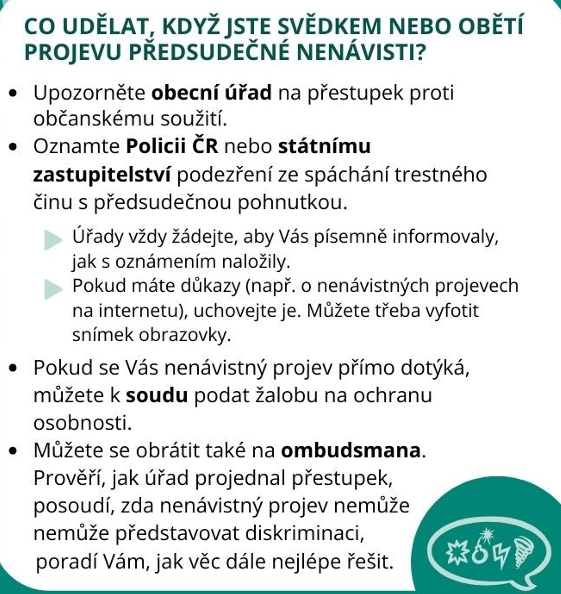 CO UDĚLAT, KDYŽ JSTE SVĚDKEM NEBO OBĚTÍ
PROJEVU PŘEDSUDEČNÉ NENÁVISTI?
• Upozorněte obecní úřad na přestupek proti
občanskému soužití.
• Oznamte Policii ČR nebo státnímu
zastupitelství podezření ze spáchání trestného
činu s předsudečnou pohnutkou.
Úřady vždy žádejte, aby Vás písemně informovaly,
jak s oznámením naložily.
Pokud máte důkazy (např. o nenávistných projevech
na internetu), uchovejte je. Můžete třeba vyfotit
snímek obrazovky.
• Pokud se Vás nenávistný projev přímo dotýká,
můžete k soudu podat žalobu na ochranu
osobnosti.
• Můžete se obrátit také na ombudsmana.
Prověří, jak úřad projednal přestupek,
posoudí, zda nenávistný projev nemůže
nemůže představovat diskriminaci,
poradí Vám, jak věc dále nejlépe řešit.